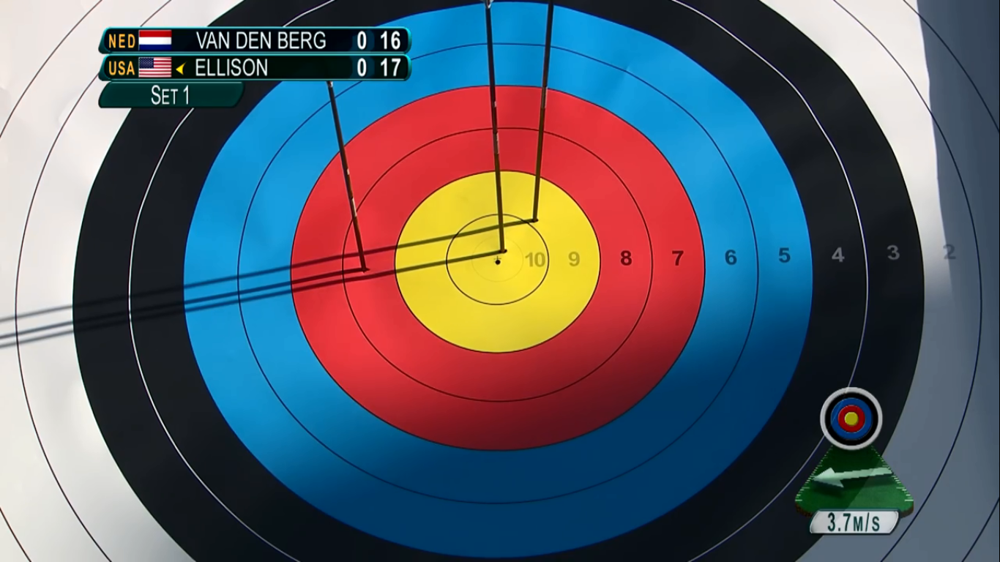 NED VAN DEN BERG 0 16
USA ELLISON 0 17
SET 1
10 9 8 7 6 5 4 3 2
3.7M/S